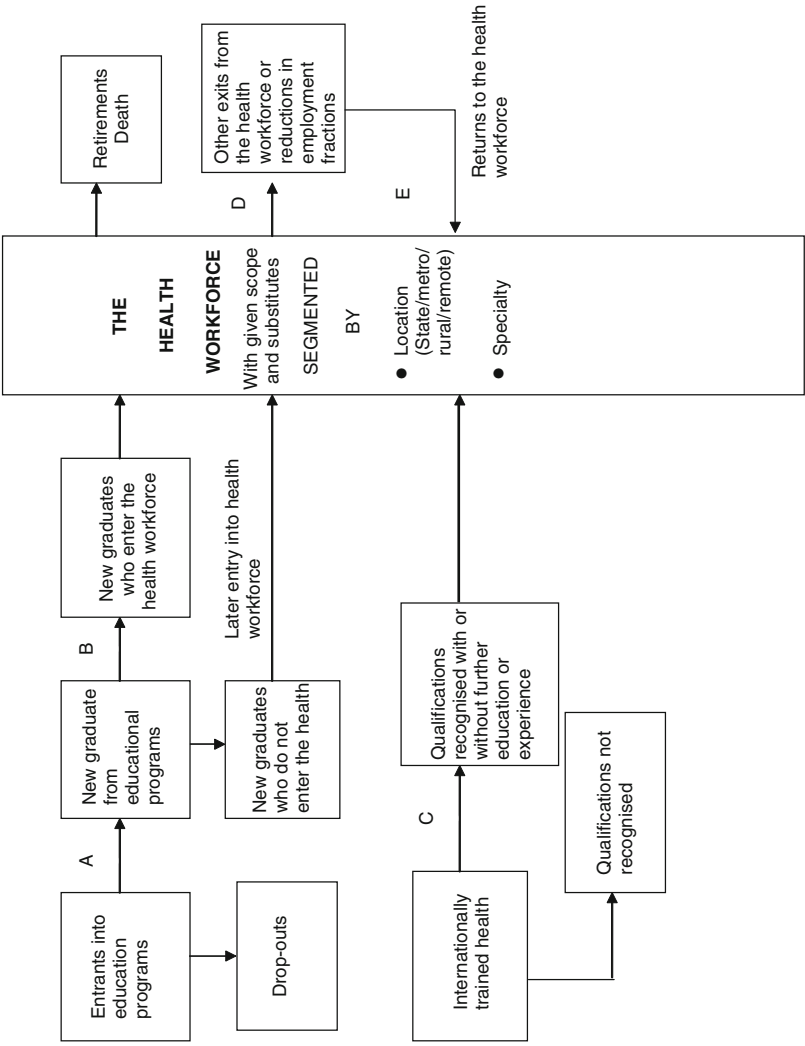 Entrants into
education
programs
A
Drop-outs
New graduate
from
educational
programs
B
New graduates
who do not
enter the health
New graduates
who enter the
health workforce
Later entry into health
workforce
Internationally
trained health
C
Qualifications
recognised with or
without further
education or
experience
Qualifications not
recognised
THE
HEALTH
WORKFORCE
With given scope
and substitutes
SEGMENTED
BY
● Location
(State/metro/
rural/remote)
● Specialty
Retirements
Death
D
Other exits from
the health
workforce or
reductions in
employment
fractions
E
Returns to the health
workforce